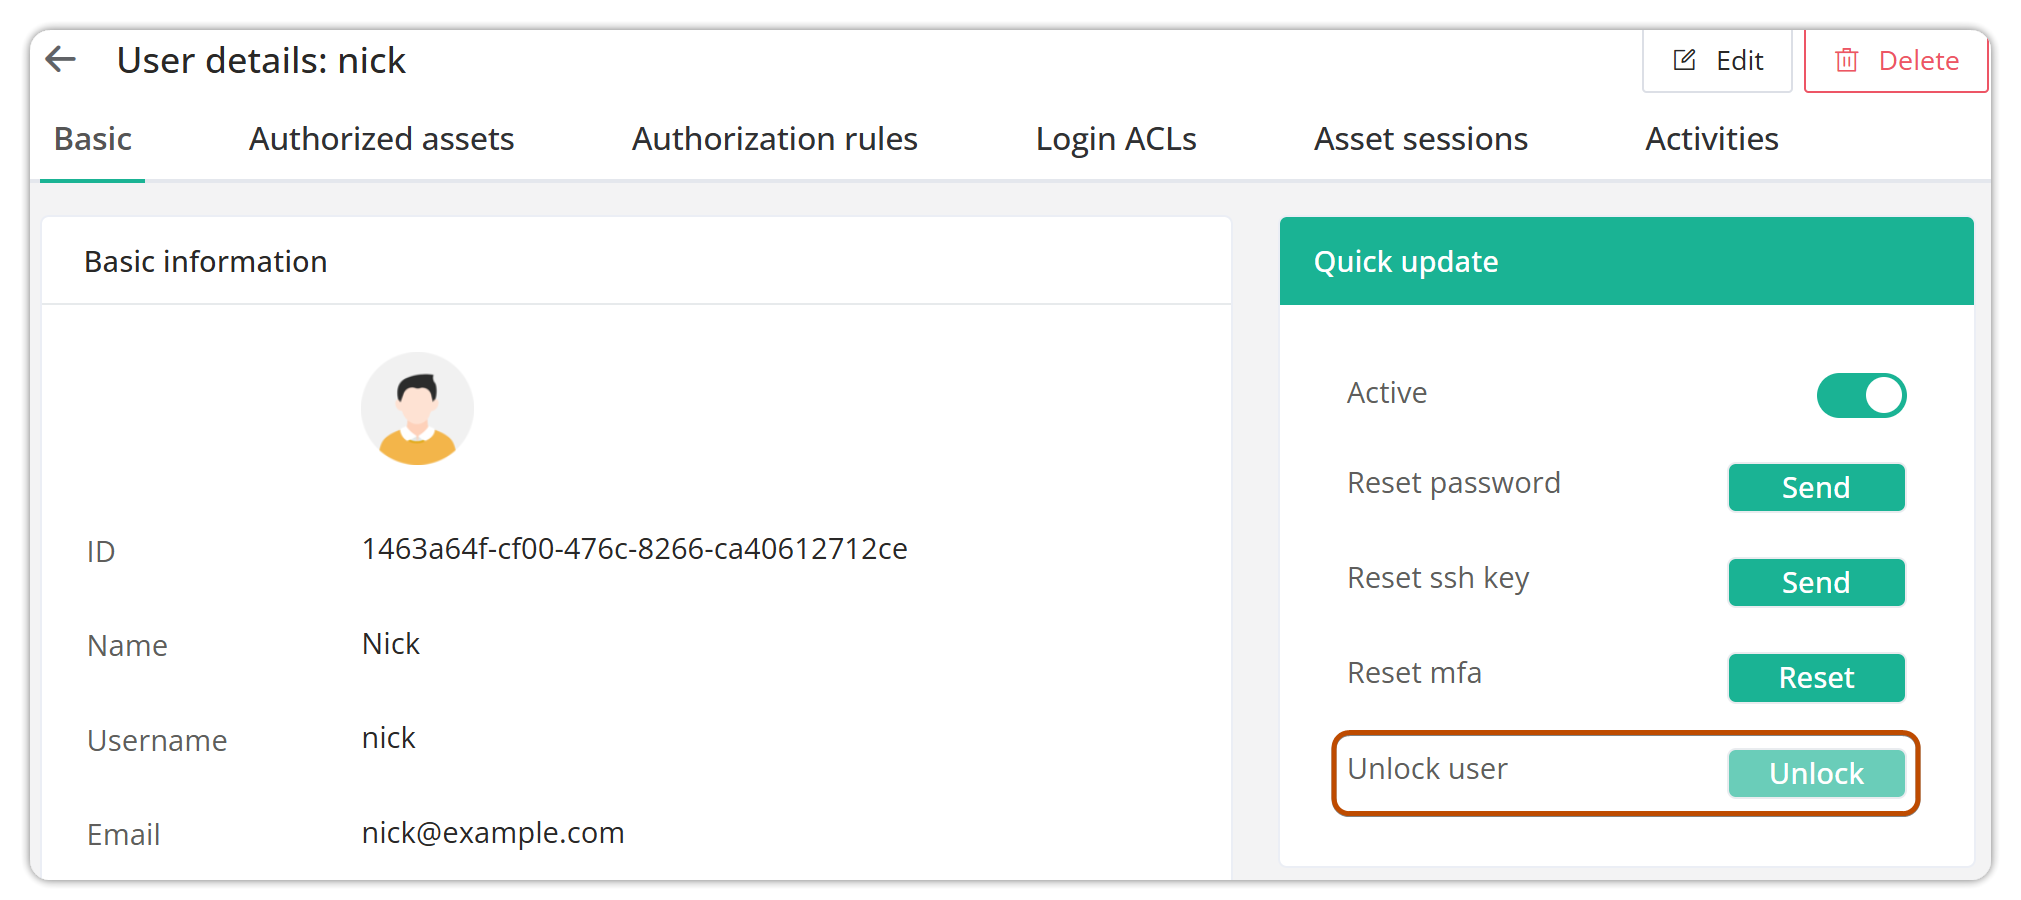 User details: nick
Edit
Delete
Basic
Authorized assets
Authorization rules
Login ACLs
Asset sessions
Activities
Basic information
ID 1463a64f-cf00-476c-8266-ca40612712ce
Name Nick
Username nick
Email nick@example.com
Quick update
Active
Reset password Send
Reset ssh key Send
Reset mfa Reset
Unlock user Unlock